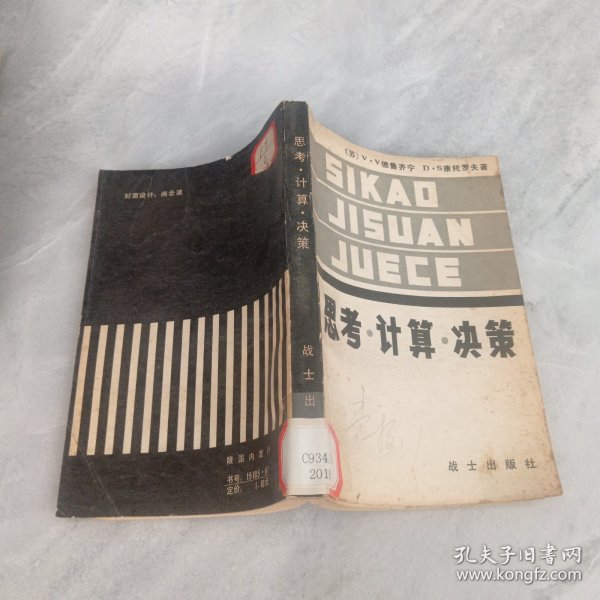 封面设计：尚云波
限国内发行
书号：15185·
定价：
思考·计算·决策
战士出
C934/
201
〔苏〕V·V德鲁齐宁 D·S康托罗夫著
SIKAO
JISUAN
JUECE
思考·计算·决策
战士出版社
孔夫子旧书网
www.kongfz.com